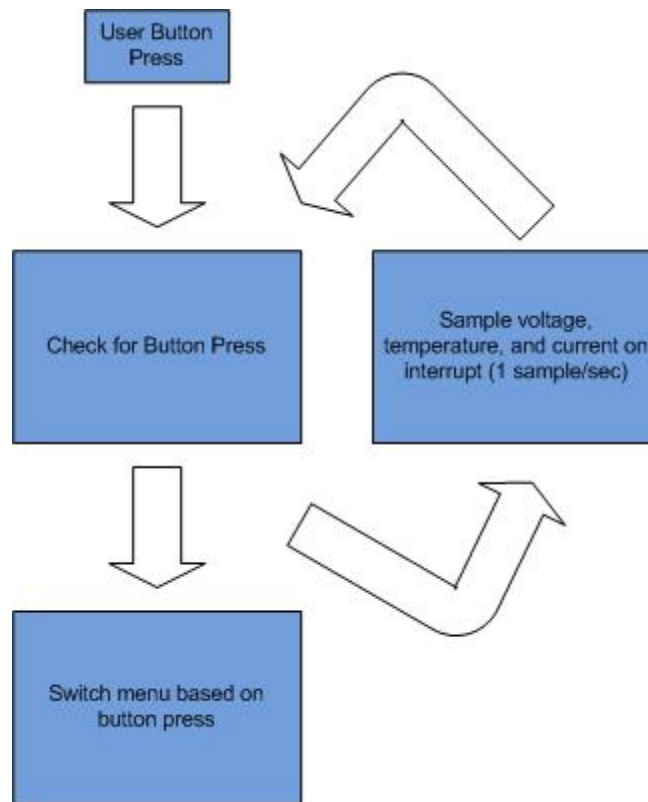 User Button
Press
Check for Button Press
Sample voltage,
temperature, and current on
interrupt (1 sample/sec)
Switch menu based on
button press